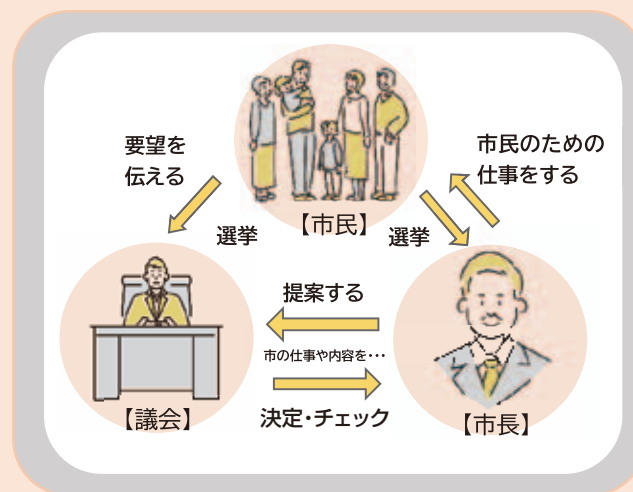 要望を
伝える
市民のための
仕事をする
【市民】
選挙
選挙
提案する
市の仕事や内容を・・・
決定・チェック
【議会】
【市長】